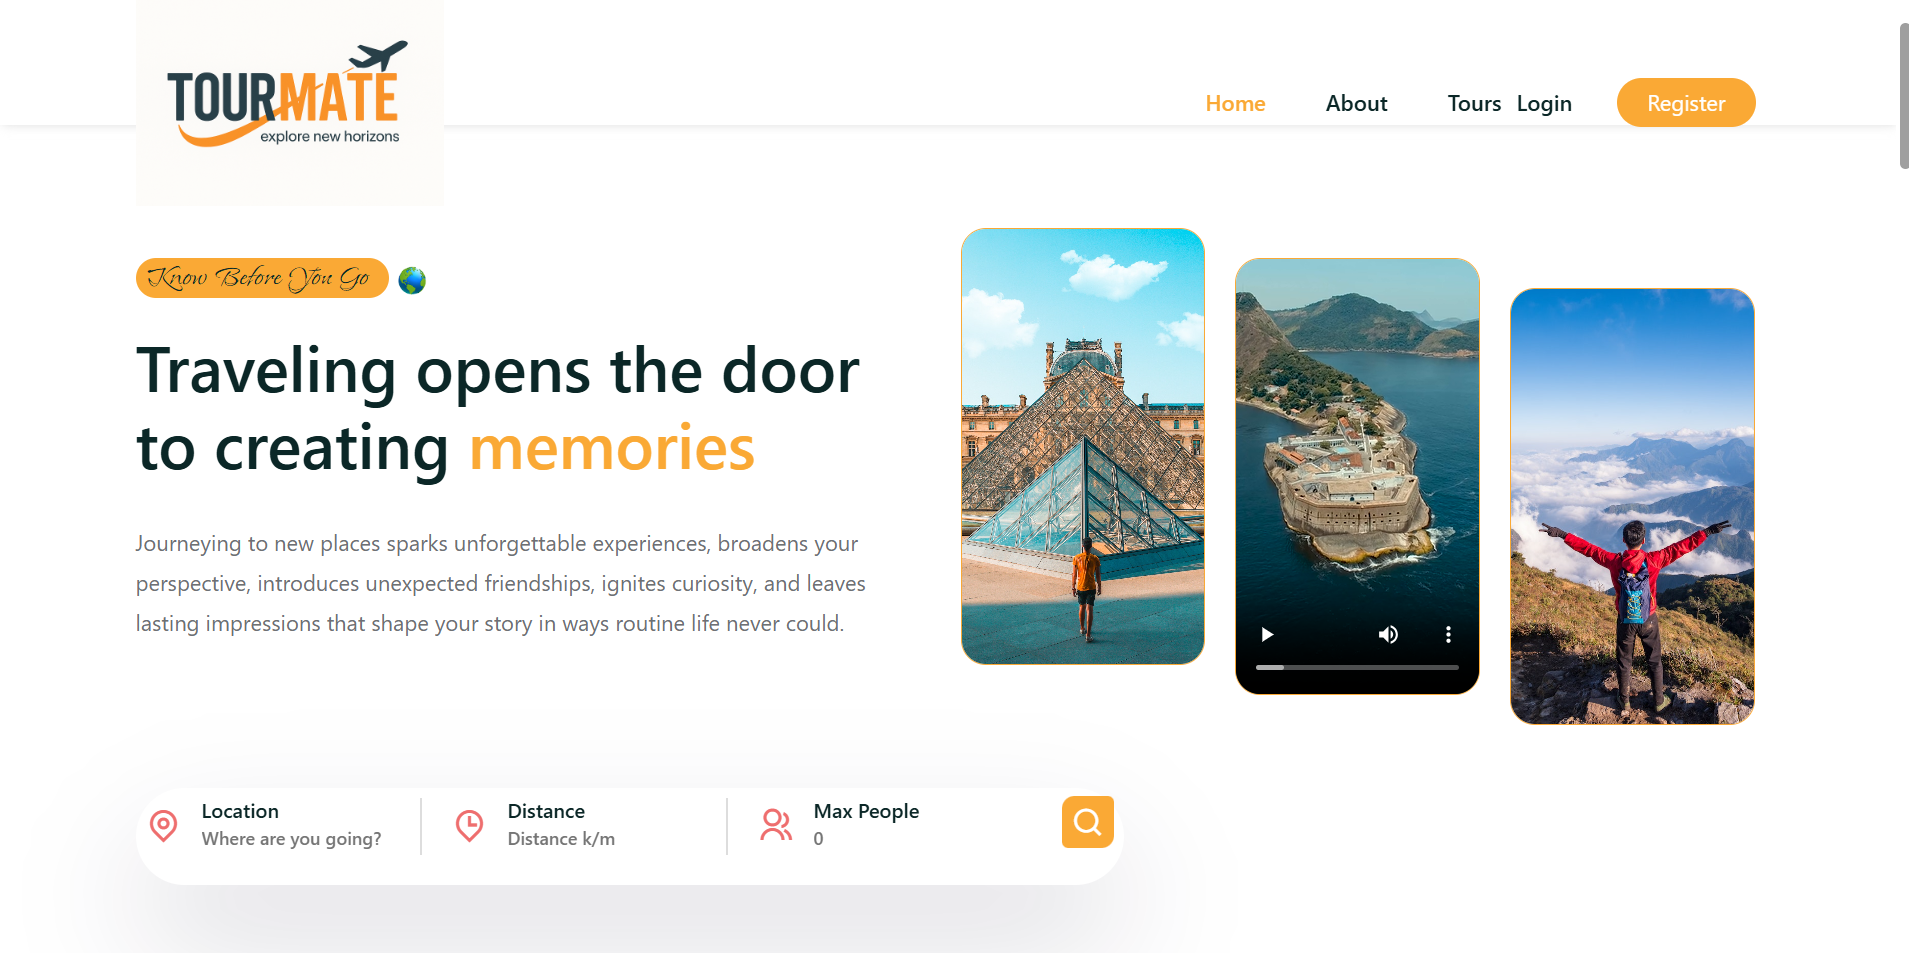 TOURMATE
explore new horizons
Home About Tours Login Register
Know Before You Go
Traveling opens the door
to creating memories
Journeying to new places sparks unforgettable experiences, broadens your
perspective, introduces unexpected friendships, ignites curiosity, and leaves
lasting impressions that shape your story in ways routine life never could.
Location
Where are you going?
Distance
Distance k/m
Max People
0